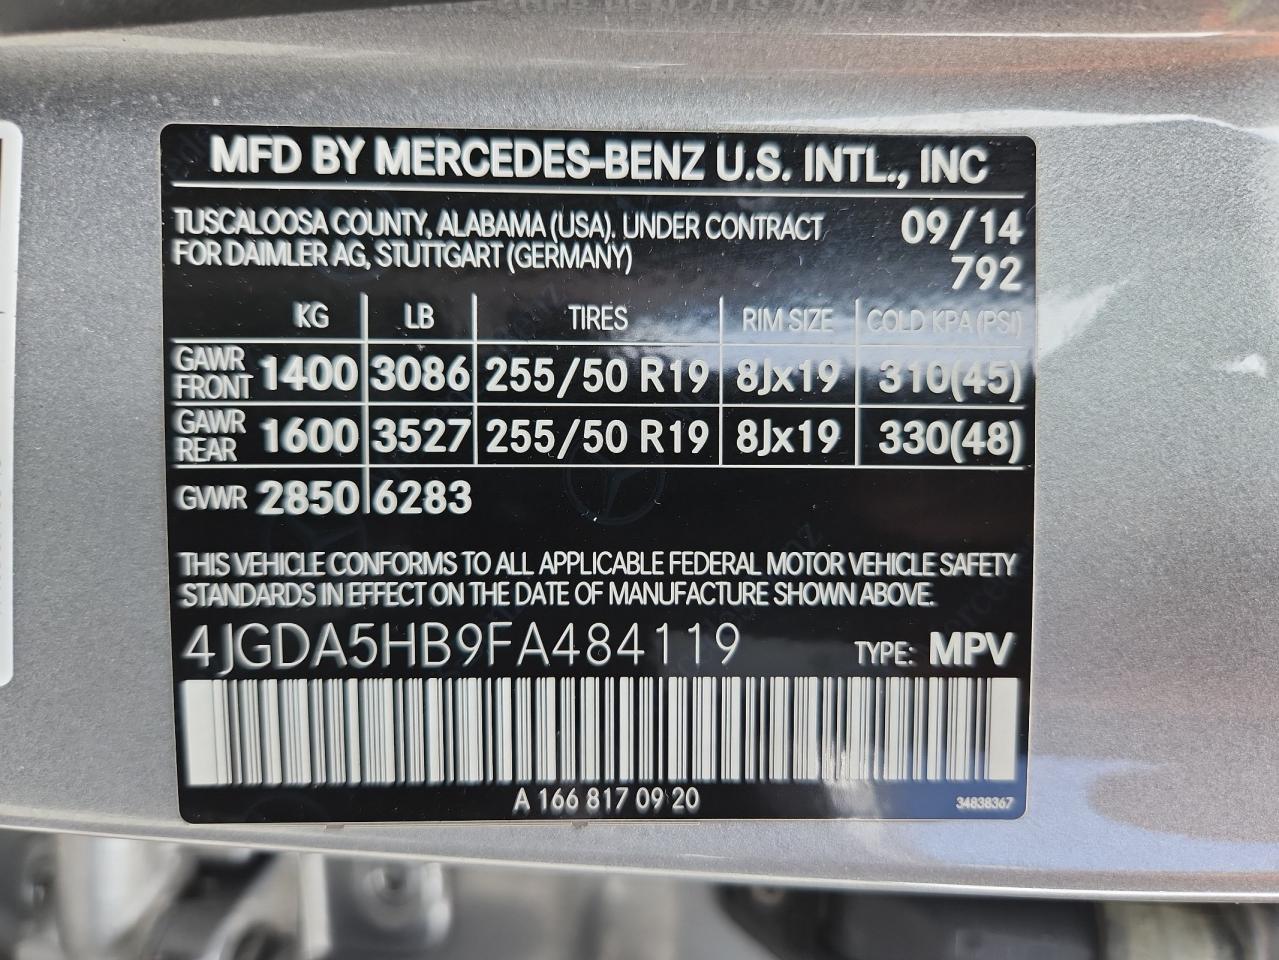 MFD BY MERCEDES-BENZ U.S. INTL., INC
TUSCALOOSA COUNTY, ALABAMA (USA), UNDER CONTRACT 09/14
FOR DAIMLER AG, STUTTGART (GERMANY) 792
KG LB TIRES RIM SIZE COLD KPA (PSI)
GAWR FRONT 1400 3086 255/50 R19 8Jx19 310(45)
GAWR REAR 1600 3527 255/50 R19 8Jx19 330(48)
GVWR 2850 6283
THIS VEHICLE CONFORMS TO ALL APPLICABLE FEDERAL MOTOR VEHICLE SAFETY
STANDARDS IN EFFECT ON THE DATE OF MANUFACTURE SHOWN ABOVE.
4JGDA5HB9FA484119 TYPE: MPV
A 166 817 09 20 34838367